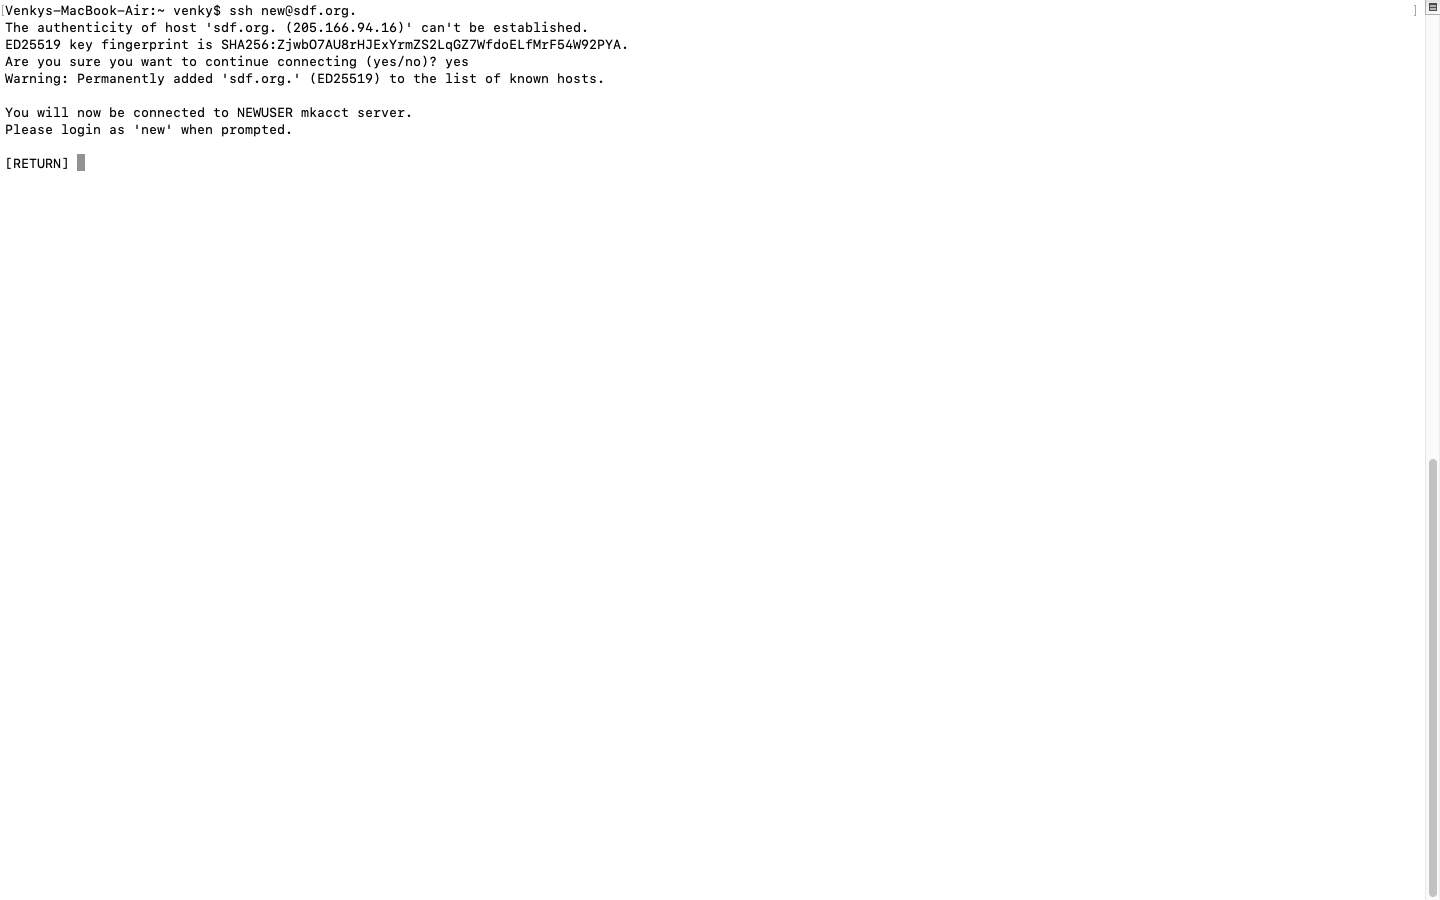 [Venkys-MacBook-Air:~ venky$ ssh new@sdf.org. ]
The authenticity of host 'sdf.org. (205.166.94.16)' can't be established.
ED25519 key fingerprint is SHA256:ZjwbO7AU8rHJExYrmZS2LqGZ7WfdoELfMrF54W92PYA.
Are you sure you want to continue connecting (yes/no)? yes
Warning: Permanently added 'sdf.org.' (ED25519) to the list of known hosts.
You will now be connected to NEWUSER mkacct server.
Please login as 'new' when prompted.
[RETURN]